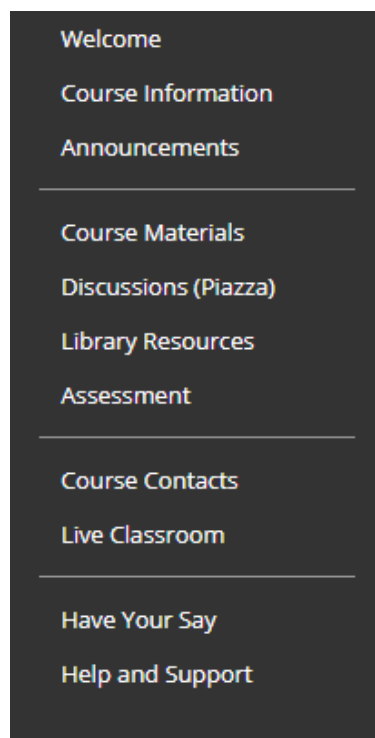 Welcome
Course Information
Announcements
Course Materials
Discussions (Piazza)
Library Resources
Assessment
Course Contacts
Live Classroom
Have Your Say
Help and Support